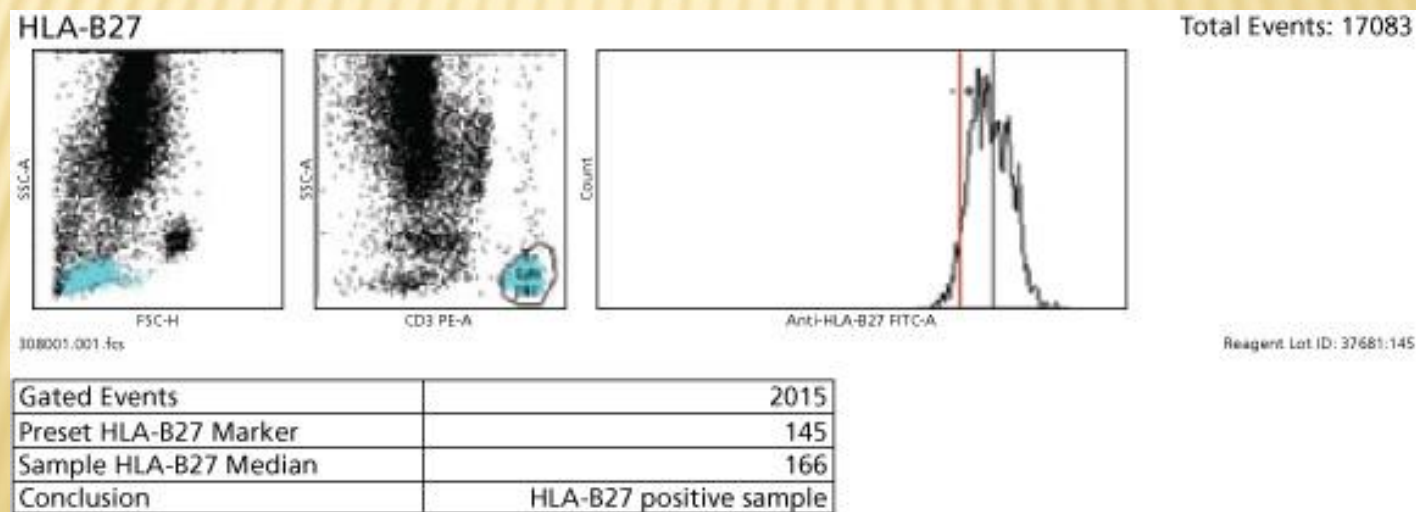 HLA-B27
Total Events: 17083
SSC-A
FSC-H
SSC-A
CD3 PE-A
Count
Anti-HLA-B27 FITC-A
308001.001.fcs
Reagent Lot ID: 37681:145
Gated Events 2015
Preset HLA-B27 Marker 145
Sample HLA-B27 Median 166
Conclusion HLA-B27 positive sample